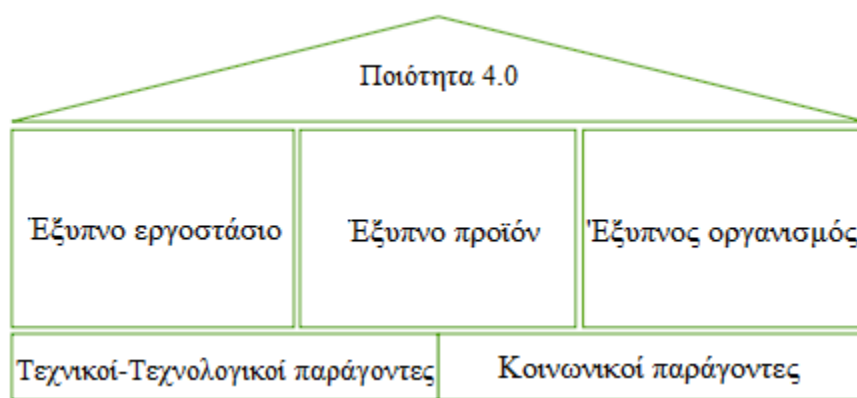 Ποιότητα 4.0
Έξυπνο εργοστάσιο
Έξυπνο προϊόν
Έξυπνος οργανισμός
Τεχνικοί-Τεχνολογικοί παράγοντες
Κοινωνικοί παράγοντες